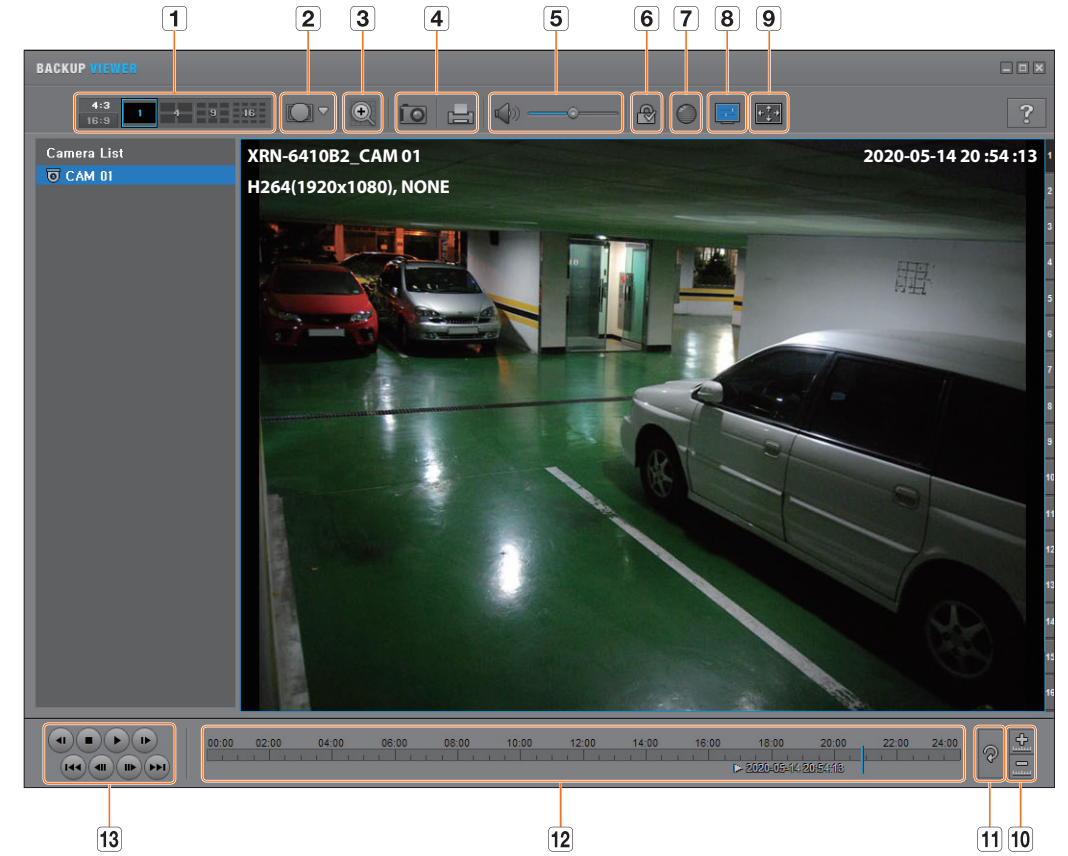 1 2 3 4 5 6 7 8 9
BACKUP VIEWER
4:3
16:9
1 4 9 16
?
Camera List
CAM 01
XRN-6410B2_CAM 01
2020-05-14 20 :54 :13
H264(1920x1080), NONE
1
2
3
4
5
6
7
8
9
10
11
12
13
14
15
16
00:00 02:00 04:00 06:00 08:00 10:00 12:00 14:00 16:00 18:00 20:00 22:00 24:00
2020-05-14 20:54:13
13 12 11 10